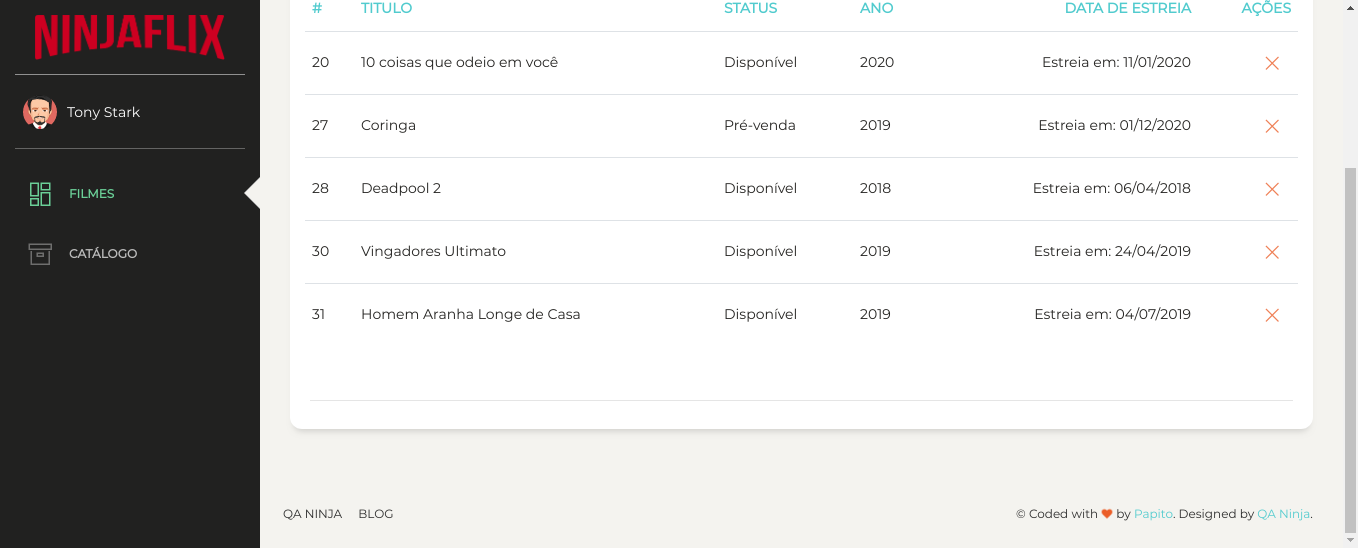 NINJAFLIX
Tony Stark
FILMES
CATÁLOGO
# TITULO STATUS ANO DATA DE ESTREIA AÇÕES
20 10 coisas que odeio em você Disponível 2020 Estreia em: 11/01/2020
27 Coringa Pré-venda 2019 Estreia em: 01/12/2020
28 Deadpool 2 Disponível 2018 Estreia em: 06/04/2018
30 Vingadores Ultimato Disponível 2019 Estreia em: 24/04/2019
31 Homem Aranha Longe de Casa Disponível 2019 Estreia em: 04/07/2019
QA NINJA BLOG © Coded with ❤ by Papito. Designed by QA Ninja.